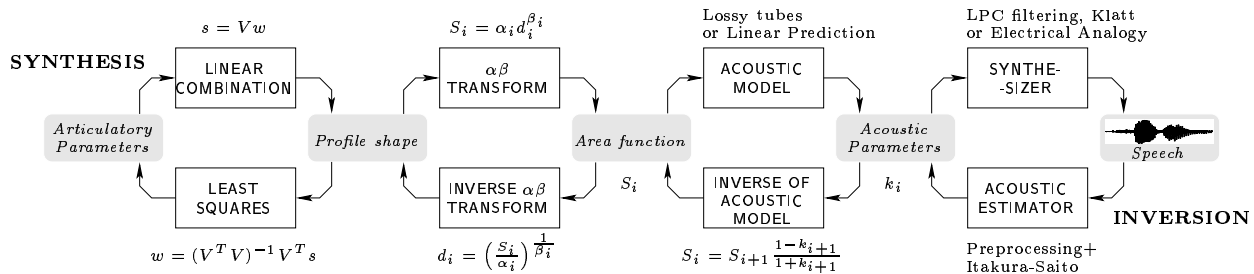 s = Vw
S_i = α_i d_i^{β_i}
Lossy tubes
or Linear Prediction
LPC filtering, Klatt
or Electrical Analogy
SYNTHESIS
LINEAR
COMBINATION
αβ
TRANSFORM
ACOUSTIC
MODEL
SYNTHE-
-SIZER
Articulatory
Parameters
Profile shape
Area function
Acoustic
Parameters
Speech
S_i
k_i
LEAST
SQUARES
INVERSE αβ
TRANSFORM
INVERSE OF
ACOUSTIC
MODEL
ACOUSTIC
ESTIMATOR
INVERSION
w = (V^T V)^{-1} V^T s
d_i = (S_i/α_i)^{1/β_i}
S_i = S_{i+1} \frac{1-k_{i+1}}{1+k_{i+1}}
Preprocessing+
Itakura-Saito